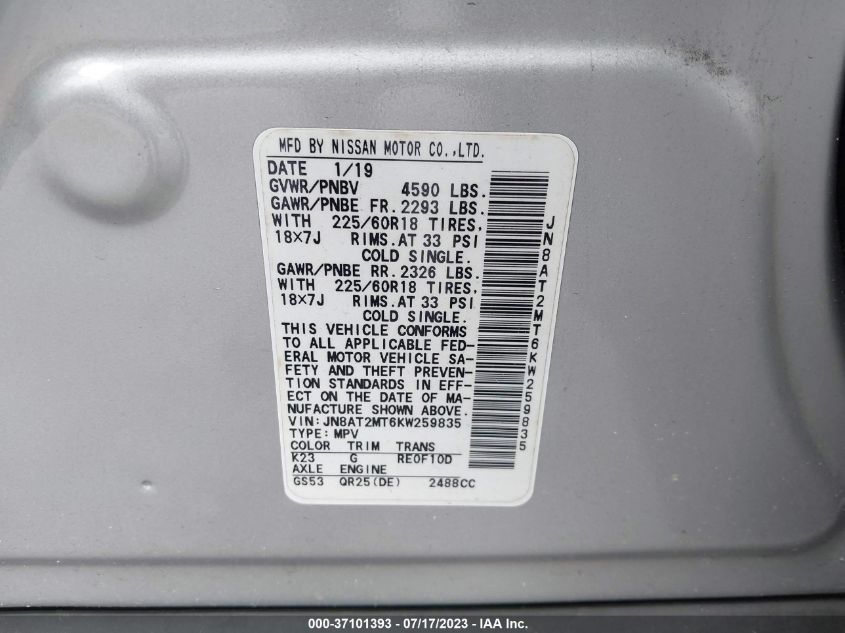 MFD BY NISSAN MOTOR CO.,LTD.
DATE 1/19
GVWR/PNBV 4590 LBS.
GAWR/PNBE FR. 2293 LBS.
WITH 225/60R18 TIRES,
18×7J RIMS. AT 33 PSI
COLD SINGLE.
GAWR/PNBE RR. 2326 LBS.
WITH 225/60R18 TIRES,
18×7J RIMS. AT 33 PSI
COLD SINGLE.
THIS VEHICLE CONFORMS
TO ALL APPLICABLE FED-
ERAL MOTOR VEHICLE SA-
FETY AND THEFT PREVEN-
TION STANDARDS IN EFF-
ECT ON THE DATE OF MA-
NUFACTURE SHOWN ABOVE.
VIN: JN8AT2MT6KW259835
TYPE: MPV
COLOR TRIM TRANS
K23 G RE0F10D
AXLE ENGINE
GS53 QR25(DE) 2488CC
JN8AT2MT6KW259835
000-37101393 - 07/17/2023 - IAA Inc.